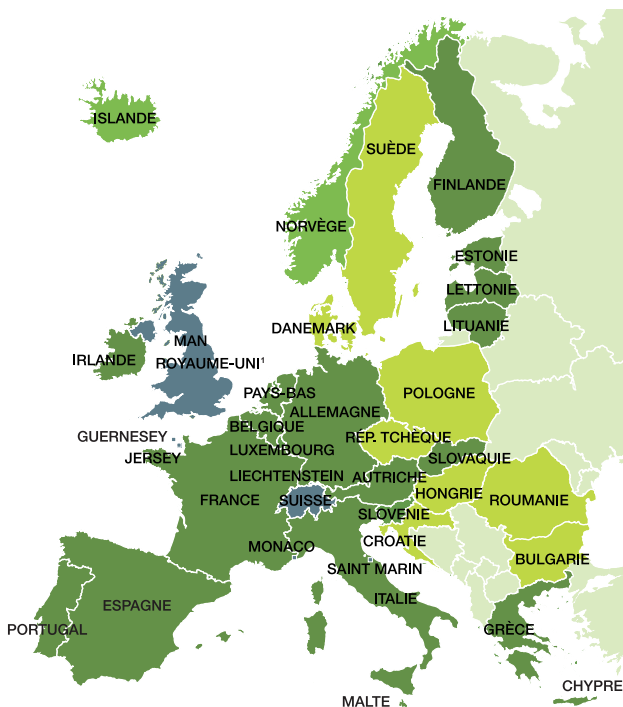 ISLANDE
SUÈDE
FINLANDE
NORVÈGE
ESTONIE
LETTONIE
LITUANIE
DANEMARK
MAN
IRLANDE
ROYAUME-UNI¹
PAYS-BAS
POLOGNE
ALLEMAGNE
BELGIQUE
GUERNESEY
RÉP. TCHÈQUE
LUXEMBOURG
JERSEY
SLOVAQUIE
LIECHTENSTEIN
AUTRICHE
HONGRIE
FRANCE
SUISSE
ROUMANIE
SLOVENIE
CROATIE
MONACO
BULGARIE
SAINT MARIN
ITALIE
ESPAGNE
PORTUGAL
GRÈCE
CHYPRE
MALTE